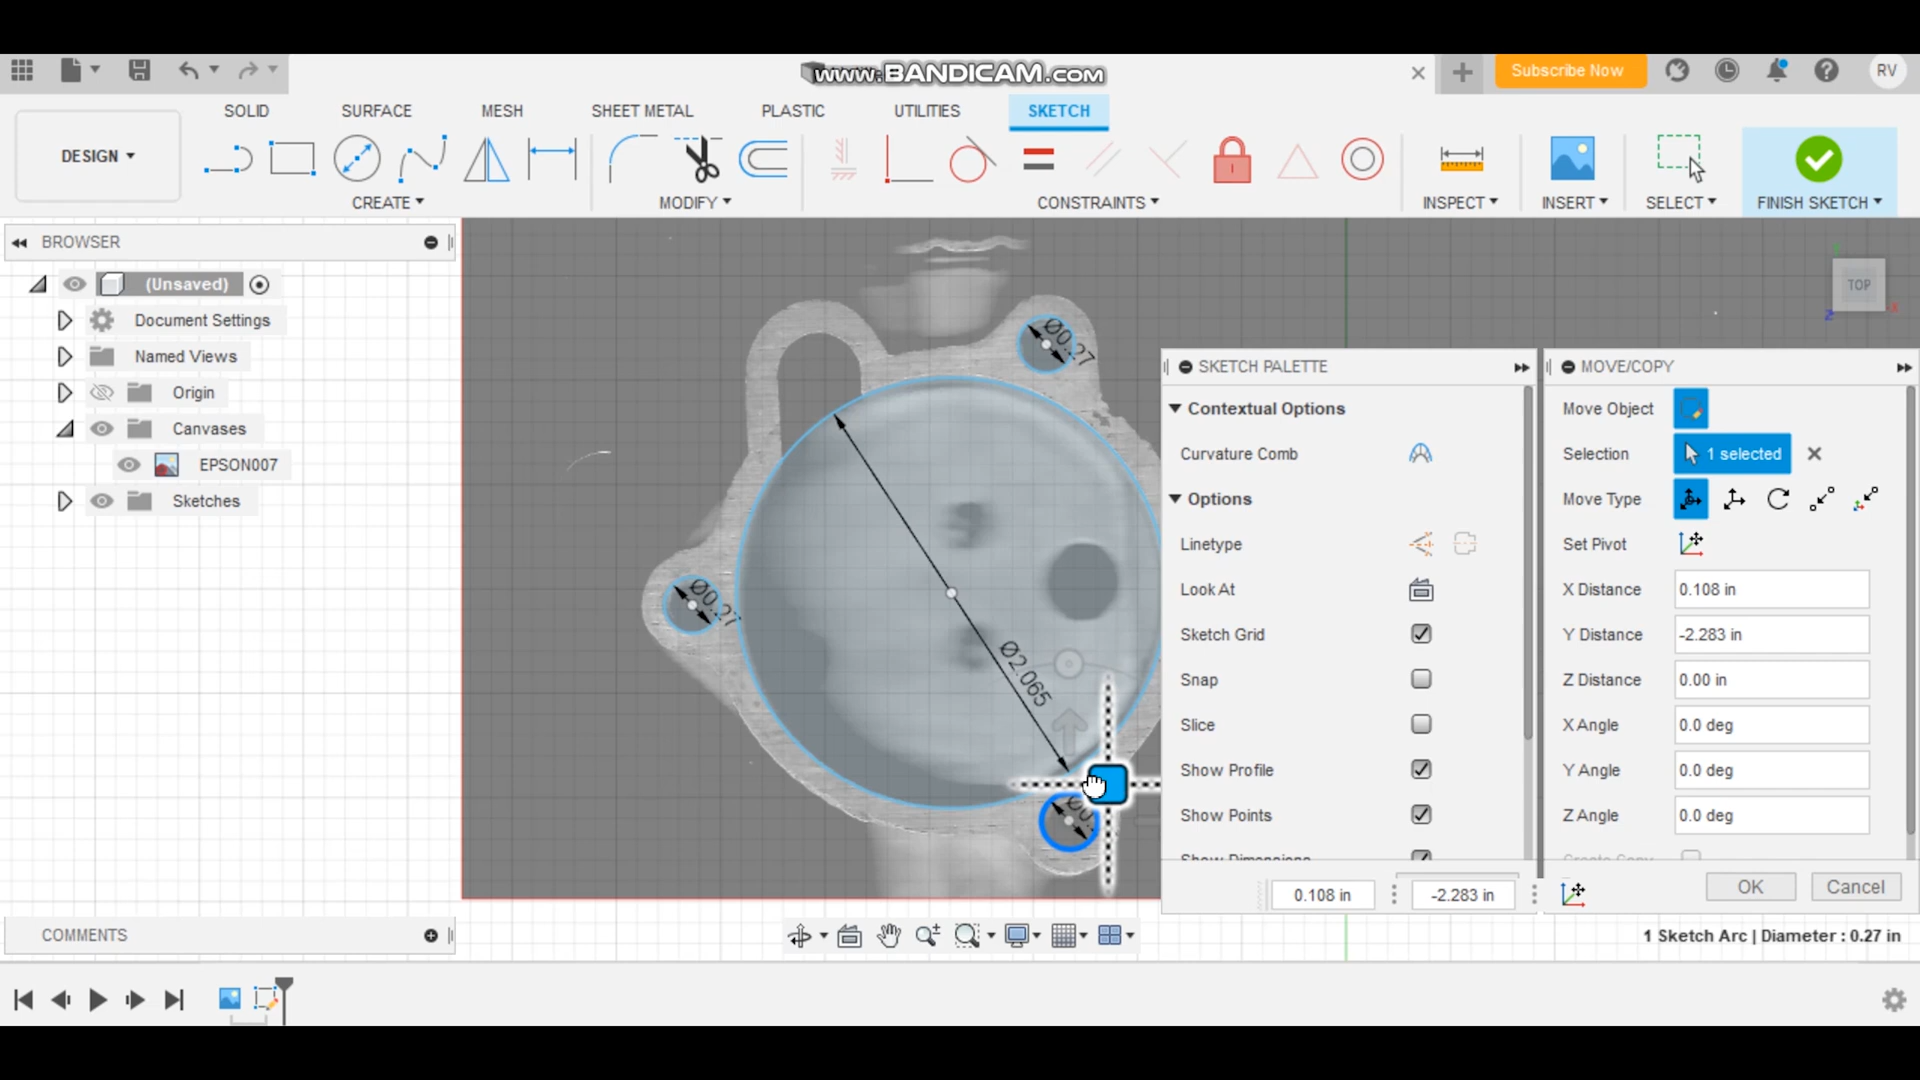 www.BANDICAM.com
Subscribe Now
RV
SOLID
SURFACE
MESH
SHEET METAL
PLASTIC
UTILITIES
SKETCH
DESIGN
CREATE
MODIFY
CONSTRAINTS
INSPECT
INSERT
SELECT
FINISH SKETCH
BROWSER
(Unsaved)
Document Settings
Named Views
Origin
Canvases
EPSON007
Sketches
TOP
Z
X
Ø0.27
Ø0.27
Ø2.065
SKETCH PALETTE
Contextual Options
Curvature Comb
Options
Linetype
Look At
Sketch Grid
Snap
Slice
Show Profile
Show Points
Show Dimensions
MOVE/COPY
Move Object
Selection
1 selected
Move Type
Set Pivot
X Distance 0.108 in
Y Distance -2.283 in
Z Distance 0.00 in
X Angle 0.0 deg
Y Angle 0.0 deg
Z Angle 0.0 deg
Create Copy
0.108 in
-2.283 in
OK
Cancel
COMMENTS
1 Sketch Arc | Diameter : 0.27 in